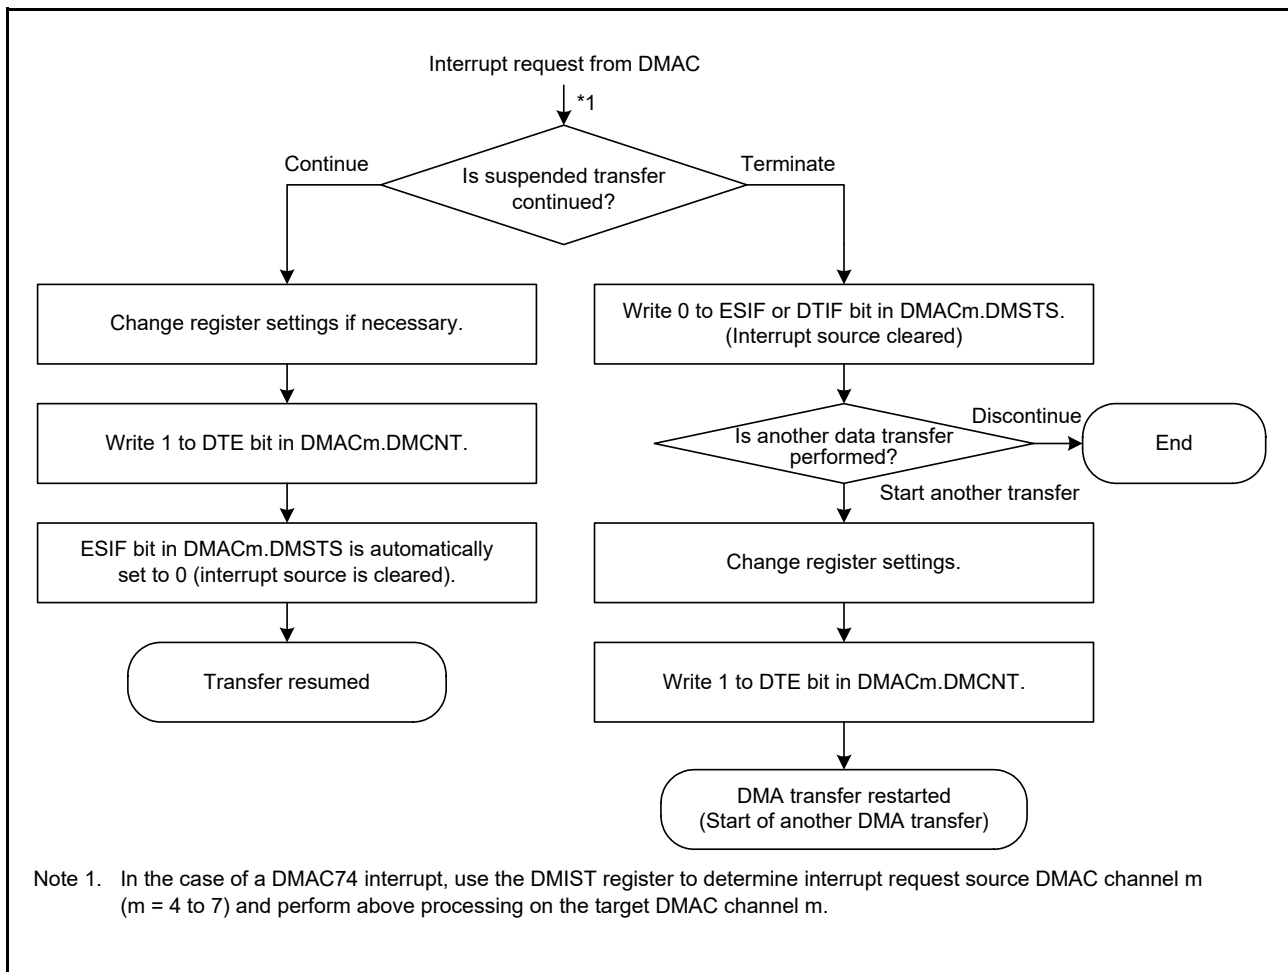 Interrupt request from DMAC
*1
Continue
Terminate
Is suspended transfer
continued?
Change register settings if necessary.
Write 0 to ESIF or DTIF bit in DMACm.DMSTS.
(Interrupt source cleared)
Write 1 to DTE bit in DMACm.DMCNT.
Is another data transfer
performed?
Discontinue
End
Start another transfer
ESIF bit in DMACm.DMSTS is automatically
set to 0 (interrupt source is cleared).
Change register settings.
Transfer resumed
Write 1 to DTE bit in DMACm.DMCNT.
DMA transfer restarted
(Start of another DMA transfer)
Note 1. In the case of a DMAC74 interrupt, use the DMIST register to determine interrupt request source DMAC channel m
(m = 4 to 7) and perform above processing on the target DMAC channel m.